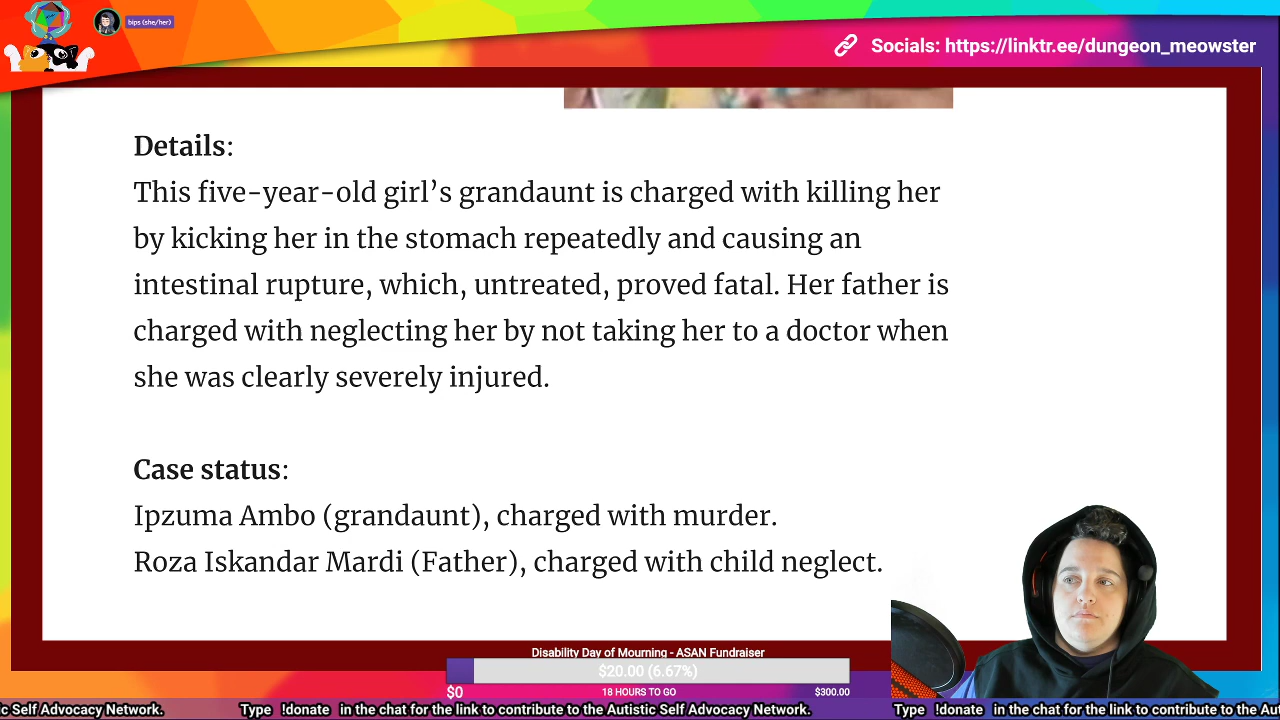 bips (she/her)
Socials: https://linktr.ee/dungeon_meowster
Details:
This five-year-old girl’s grandaunt is charged with killing her
by kicking her in the stomach repeatedly and causing an
intestinal rupture, which, untreated, proved fatal. Her father is
charged with neglecting her by not taking her to a doctor when
she was clearly severely injured.
Case status:
Ipzuma Ambo (grandaunt), charged with murder.
Roza Iskandar Mardi (Father), charged with child neglect.
Disability Day of Mourning - ASAN Fundraiser
$20.00 (6.67%)
$0 18 HOURS TO GO $300.00
c Self Advocacy Network. Type !donate in the chat for the link to contribute to the Autistic Self Advocacy Network. Type !donate in the chat for the link to contribute to the Aut